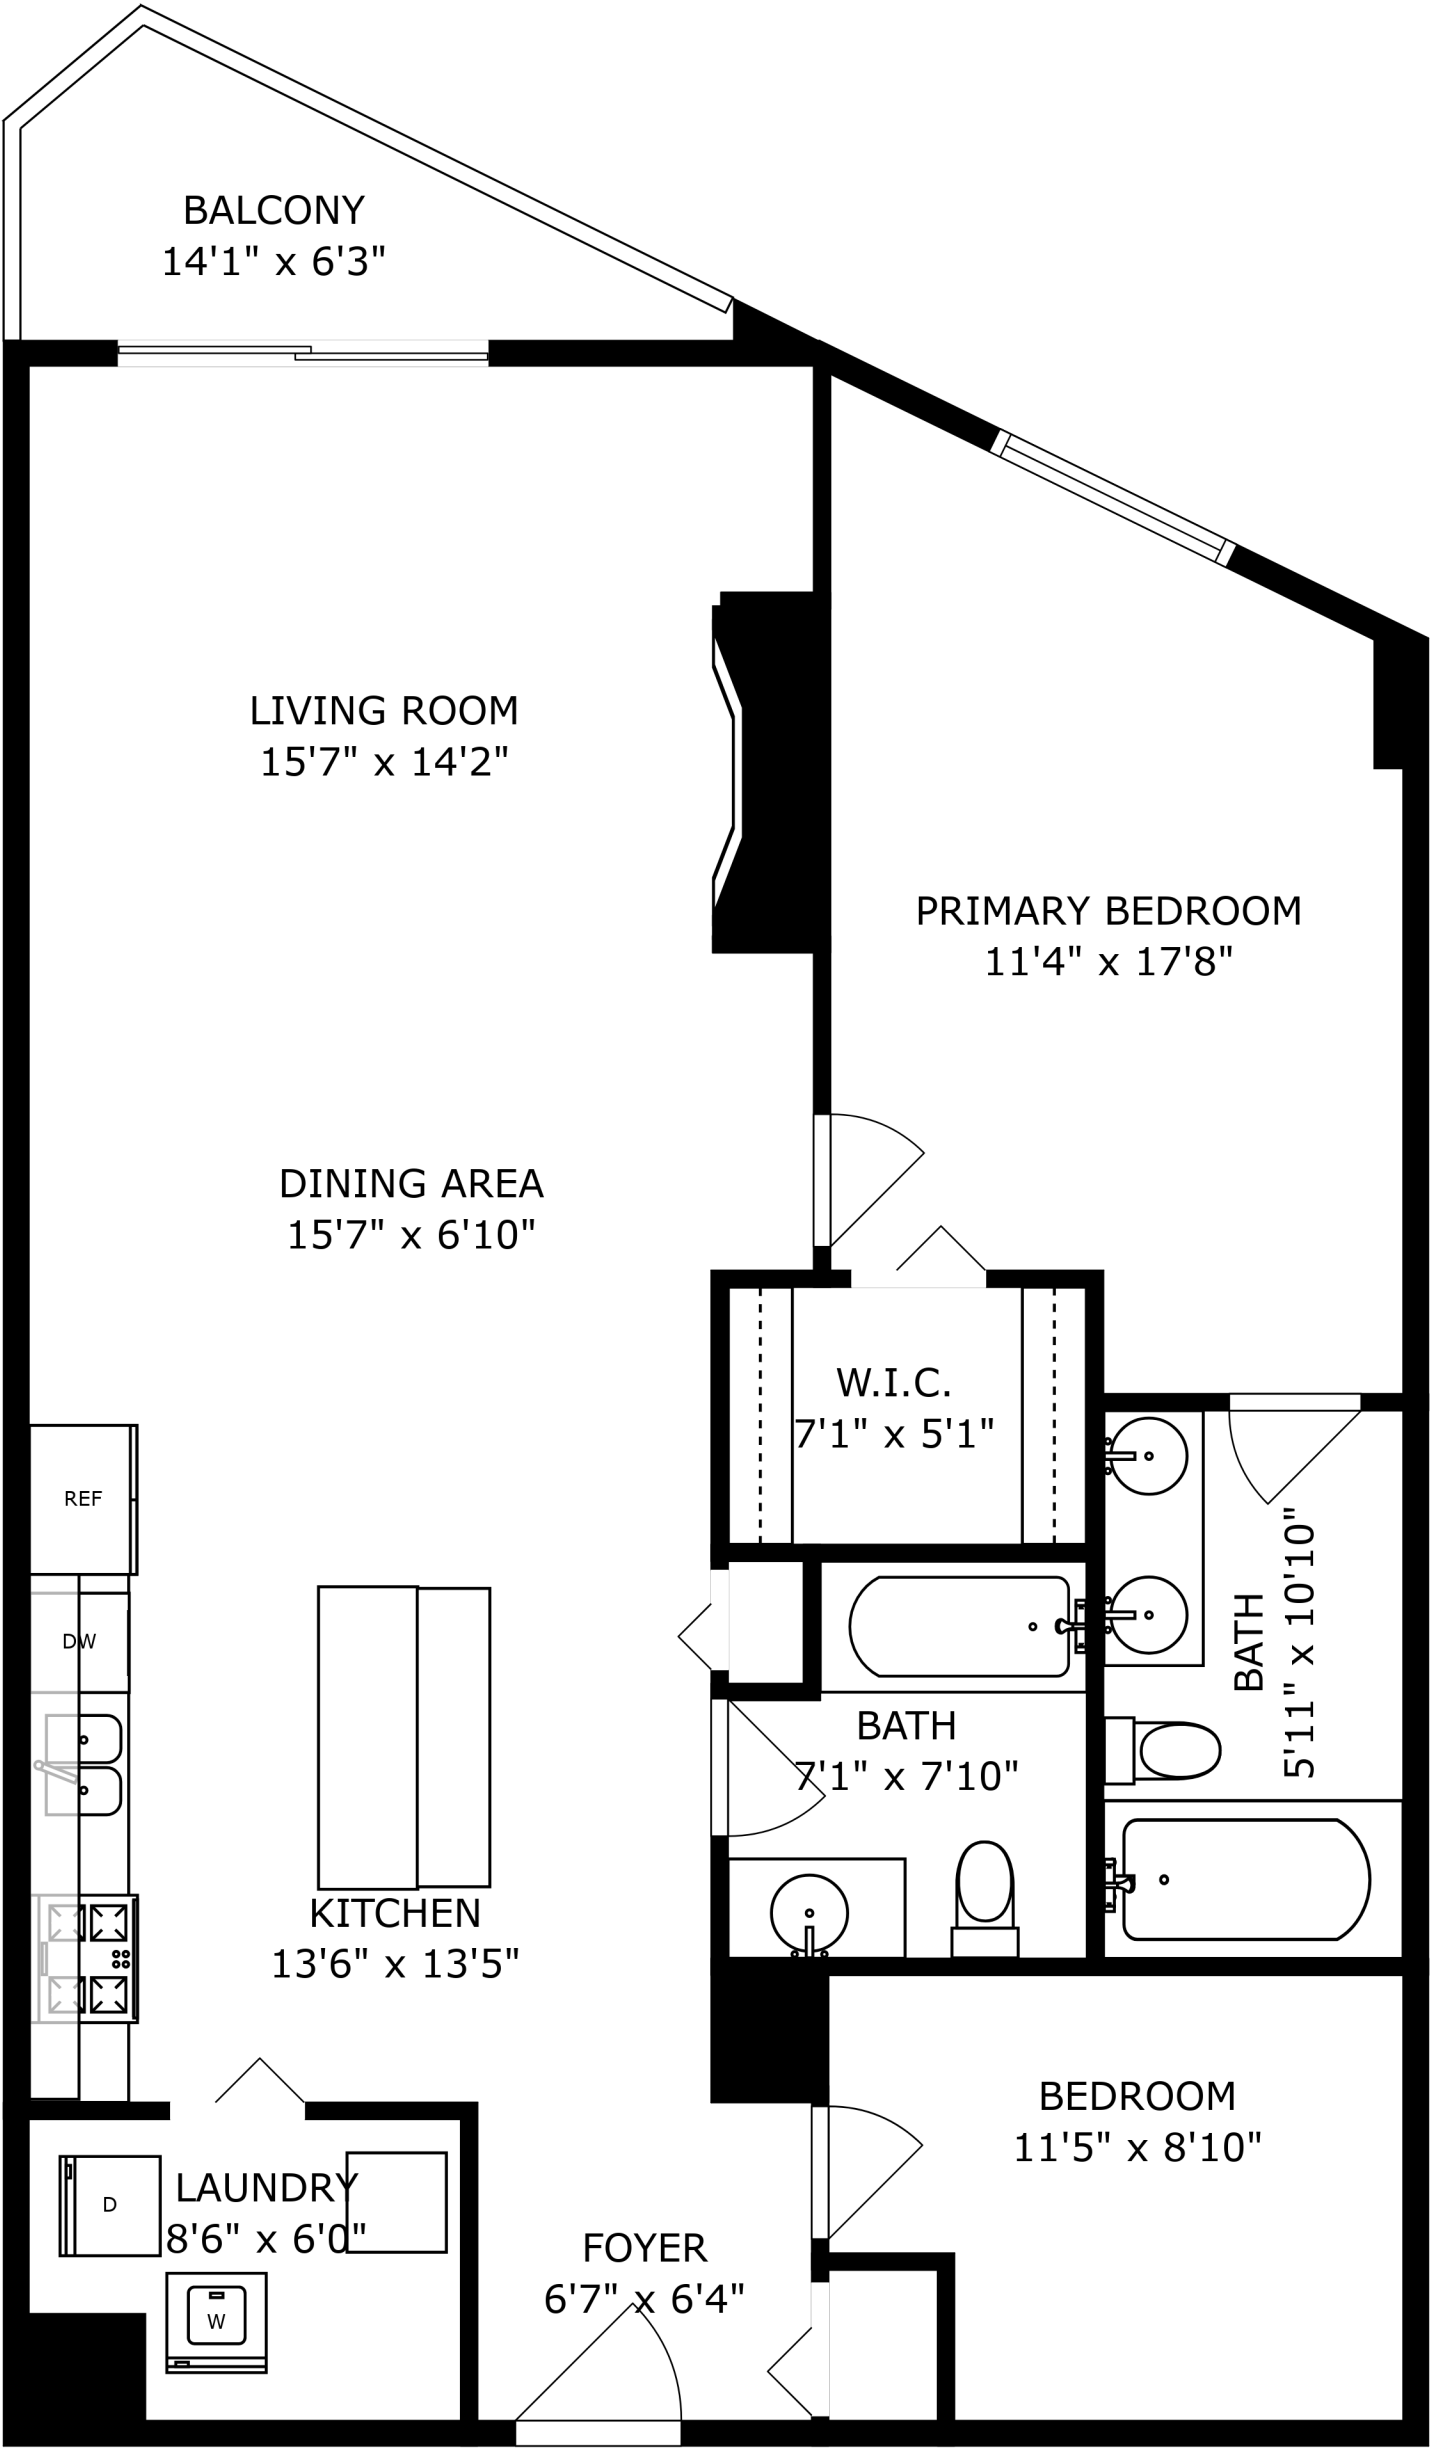 BALCONY
14'1" x 6'3"
LIVING ROOM
15'7" x 14'2"
PRIMARY BEDROOM
11'4" x 17'8"
DINING AREA
15'7" x 6'10"
W.I.C.
7'1" x 5'1"
REF
DW
BATH
5'11" x 10'10"
BATH
7'1" x 7'10"
KITCHEN
13'6" x 13'5"
BEDROOM
11'5" x 8'10"
LAUNDRY
8'6" x 6'0"
D
W
FOYER
6'7" x 6'4"